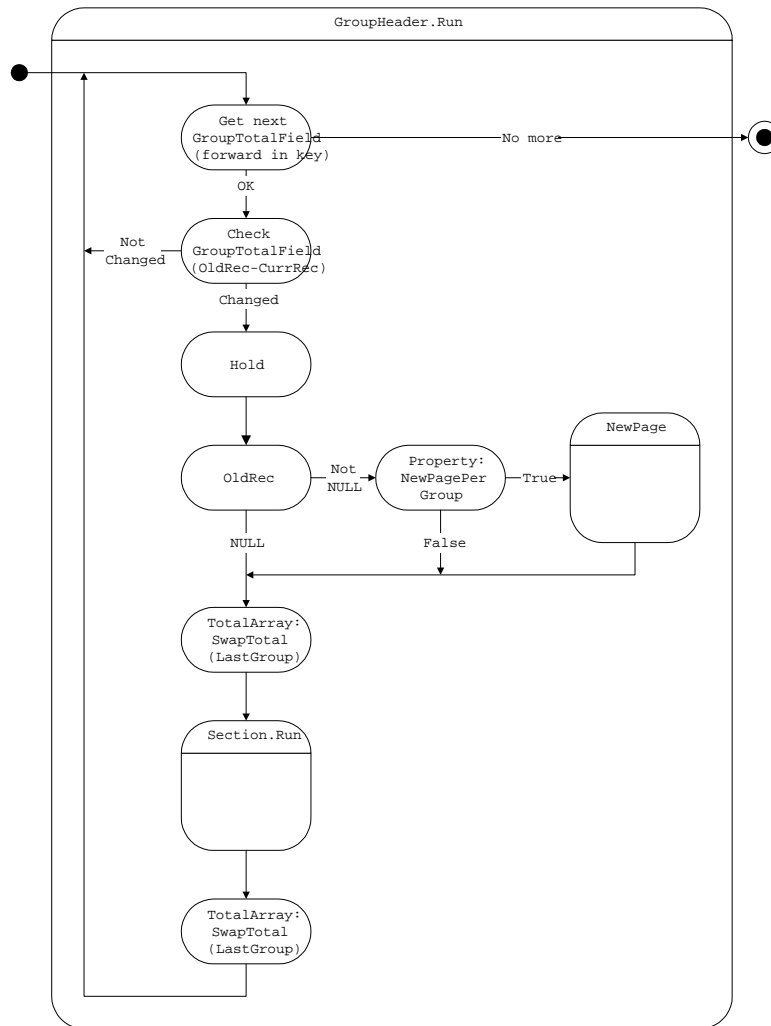 GroupHeader.Run
Get next
GroupTotalField
(forward in key)
No more
OK
Check
GroupTotalField
(OldRec-CurrRec)
Not
Changed
Changed
Hold
OldRec
Not
NULL
Property:
NewPagePer
Group
True
NewPage
NULL
False
TotalArray:
SwapTotal
(LastGroup)
Section.Run
TotalArray:
SwapTotal
(LastGroup)